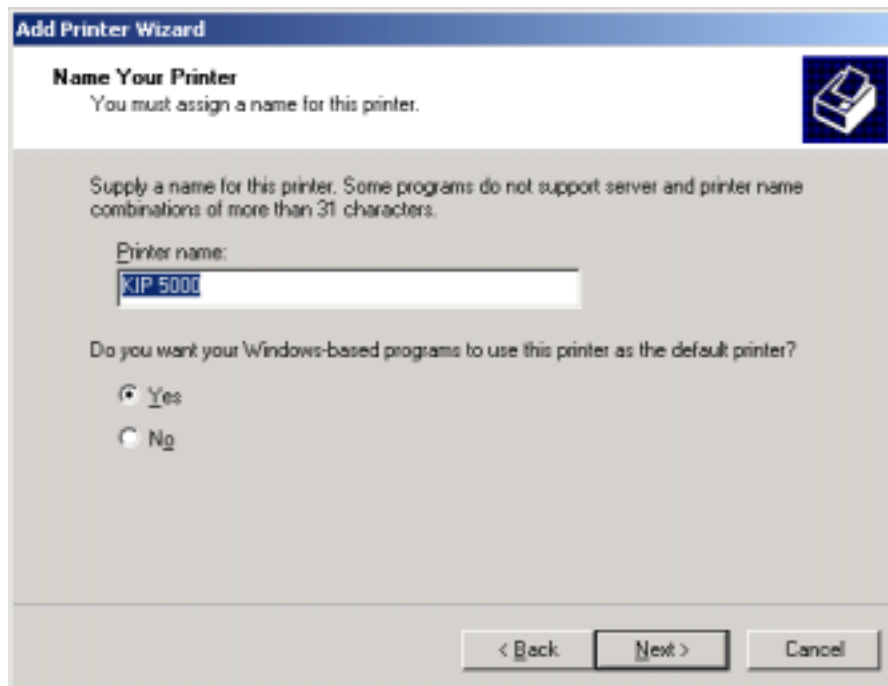 Add Printer Wizard
Name Your Printer
You must assign a name for this printer.
Supply a name for this printer. Some programs do not support server and printer name
combinations of more than 31 characters.
Printer name:
KIP 5000
Do you want your Windows-based programs to use this printer as the default printer?
Yes
No
< Back Next > Cancel